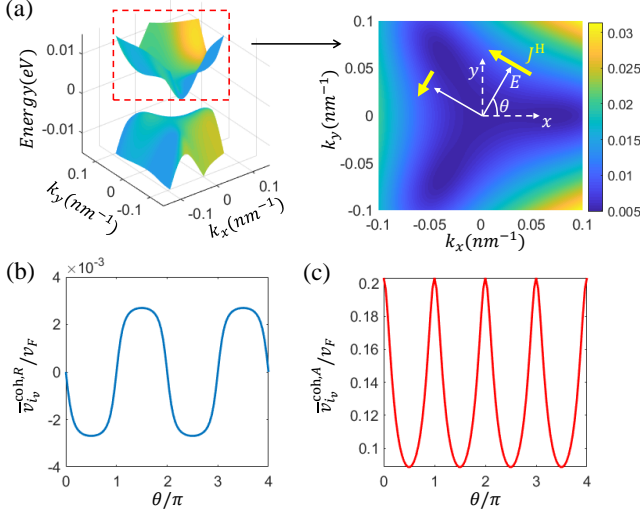 (a)
0.01
0
-0.01
Energy(eV)
0.1
0
-0.1
k_y(nm⁻¹)
-0.1
0
0.1
k_x(nm⁻¹)
0.1
0.05
0
-0.05
-0.1
k_y(nm⁻¹)
-0.1
-0.05
0
0.05
0.1
k_x(nm⁻¹)
y
E
J^H
θ
x
0.03
0.025
0.02
0.015
0.01
0.005
(b)
×10⁻³
4
2
0
-2
-4
v̅_{i_v}^{coh,R}/v_F
0
1
2
3
4
θ/π
(c)
0.2
0.18
0.16
0.14
0.12
0.1
v̅_{i_v}^{coh,A}/v_F
0
1
2
3
4
θ/π